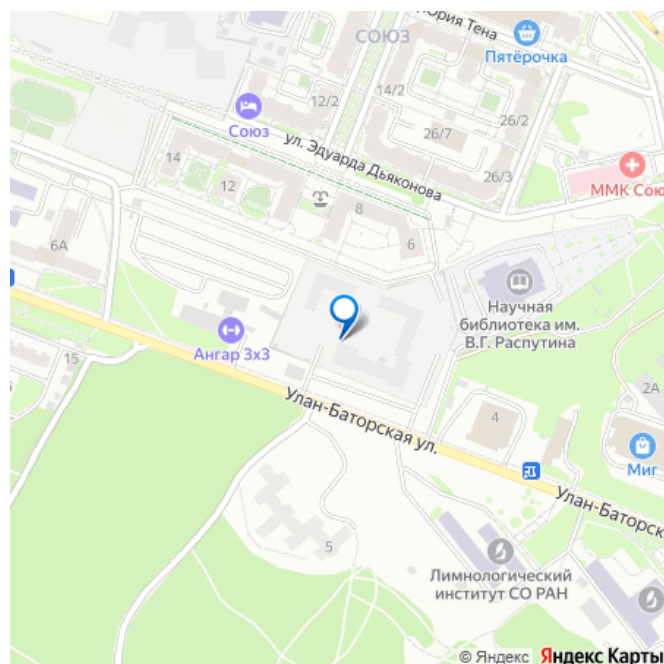 Юрия Тена
СОЮЗ
Пятёрочка
12/2
14/2
26/2
Союз
26/7
ул. Эдуарда Дьяконова
14
26/3
12
ММК Сою
8
6
6А
Научная
библиотека им.
В.Г. Распутина
Ангар 3х3
15
2А
Улан-Баторская ул.
4
Миг
Улан-Баторск
5
Лимнологический
институт СО РАН
© Яндекс Яндекс Карты